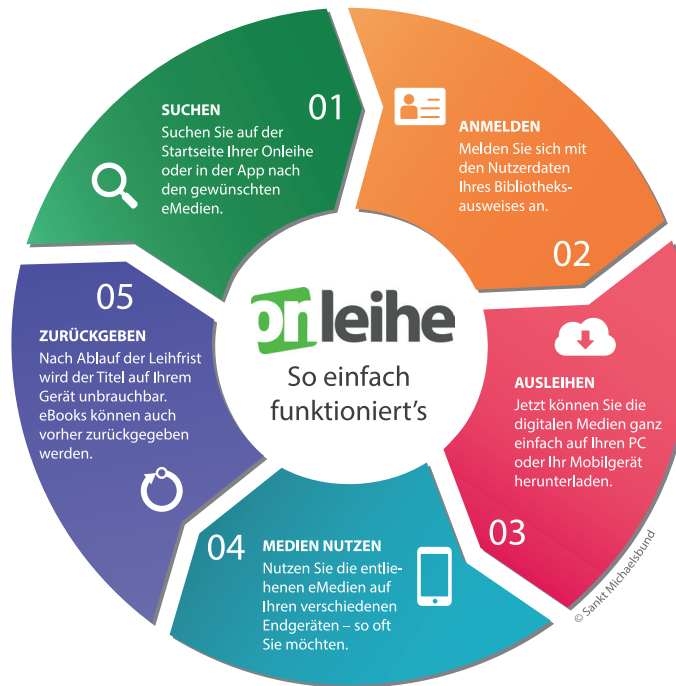 01
SUCHEN
Suchen Sie auf der
Startseite Ihrer Onleihe
oder in der App nach
den gewünschten
eMedien.
ANMELDEN
Melden Sie sich mit
den Nutzerdaten
Ihres Bibliotheks-
ausweises an.
02
AUSLEIHEN
Jetzt können Sie die
digitalen Medien ganz
einfach auf Ihren PC
oder Ihr Mobilgerät
herunterladen.
03
04
MEDIEN NUTZEN
Nutzen Sie die entlie-
henen eMedien auf
Ihren verschiedenen
Endgeräten – so oft
Sie möchten.
05
ZURÜCKGEBEN
Nach Ablauf der Leihfrist
wird der Titel auf Ihrem
Gerät unbrauchbar.
eBooks können auch
vorher zurückgegeben
werden.
onleihe
So einfach
funktioniert's
© Sankt Michaelsbund